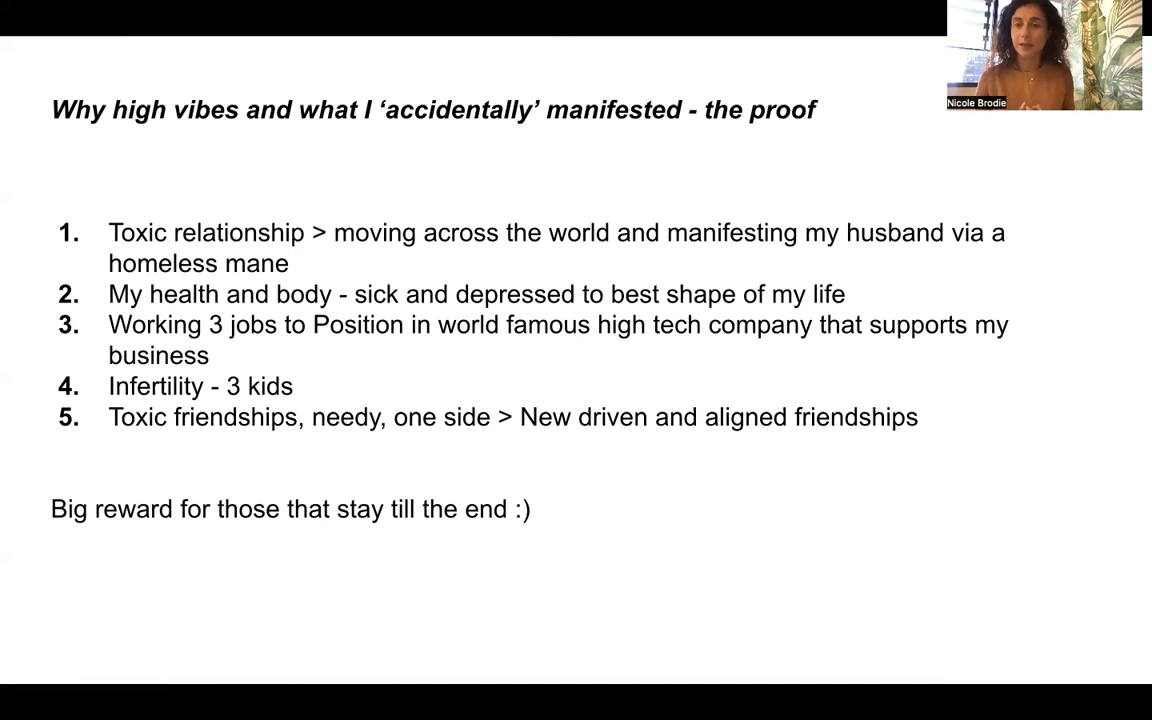 Nicole Brodie
Why high vibes and what I ‘accidentally’ manifested - the proof
1. Toxic relationship > moving across the world and manifesting my husband via a
homeless mane
2. My health and body - sick and depressed to best shape of my life
3. Working 3 jobs to Position in world famous high tech company that supports my
business
4. Infertility - 3 kids
5. Toxic friendships, needy, one side > New driven and aligned friendships
Big reward for those that stay till the end :)